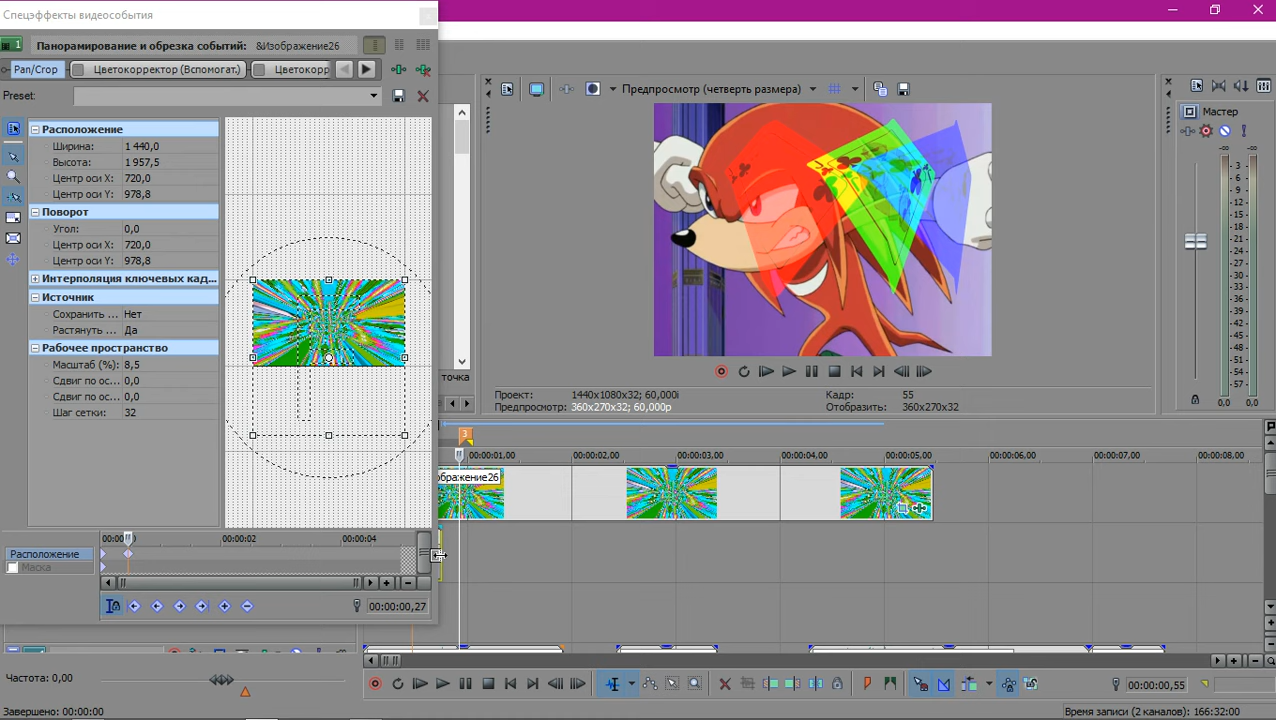 Спецэффекты видеособытия
Панорамирование и обрезка событий: &Изображение26
Pan/Crop Цветокорректор (Вспомогат.) Цветокорр
Preset:
Расположение
Ширина: 1 440,0
Высота: 1 957,5
Центр оси X: 720,0
Центр оси Y: 978,8
Поворот
Угол: 0,0
Центр оси X: 720,0
Центр оси Y: 978,8
Интерполяция ключевых кад...
Источник
Сохранить ... Нет
Растянуть ... Да
Рабочее пространство
Масштаб (%): 8,5
Сдвиг по ос... 0,0
Сдвиг по ос... 0,0
Шаг сетки: 32
00:00:02 00:00:04
Расположение
Маска
00:00:00,27
Частота: 0,00
Завершено: 00:00:00
точка
Предпросмотр (четверть размера)
Проект: 1440x1080x32; 60,000i
Предпросмотр: 360x270x32; 60,000p
Кадр: 55
Отобразить: 360x270x32
Мастер
-∞ -∞
3
6
9
12
15
18
21
24
27
30
33
36
39
42
45
48
51
54
57
0,0 0,0
3
00:00:01,00 00:00:02,00 00:00:03,00 00:00:04,00 00:00:05,00 00:00:06,00 00:00:07,00 00:00:08,00
ображение26
00:00:00,55
Время записи (2 каналов): 166:32:00